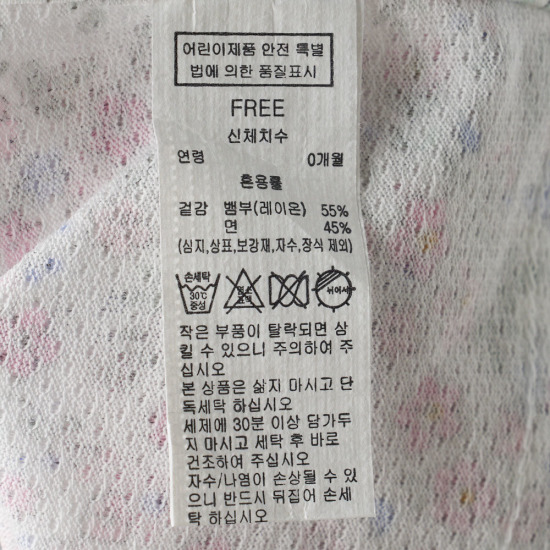 어린이제품 안전 특별
법에 의한 품질표시
FREE
신체치수
연령 0개월
혼용률
겉감 뱀부(레이온) 55%
면 45%
(심지,상표,보강재,자수,장식 제외)
손세탁
30℃
중성
염소
표백
뉘어서
작은 부품이 탈락되면 삼
킬 수 있으니 주의하여 주
십시오
본 상품은 삶지 마시고 단
독세탁 하십시오
세제에 30분 이상 담가두
지 마시고 세탁 후 바로
건조하여 주십시오
자수/나염이 손상될 수 있
으니 반드시 뒤집어 손세
탁 하십시오